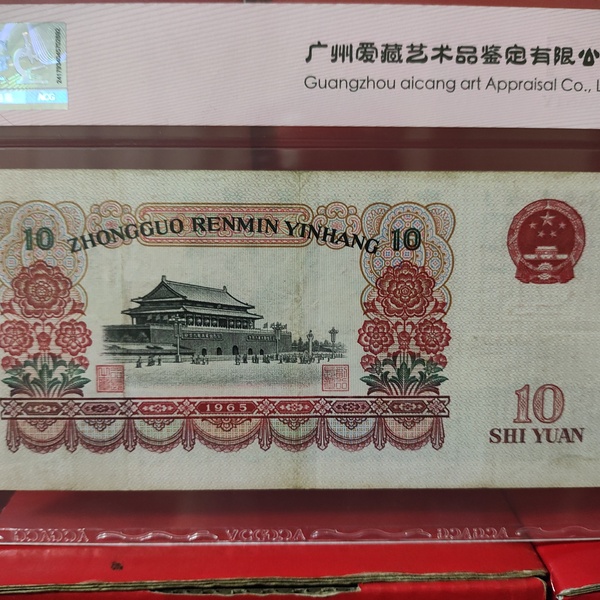 广州爱藏艺术品鉴定有限公
Guangzhou aicang art Appraisal Co., L
ACG
10 ZHONGGUO RENMIN YINHANG 10
1965
10
SHI YUAN